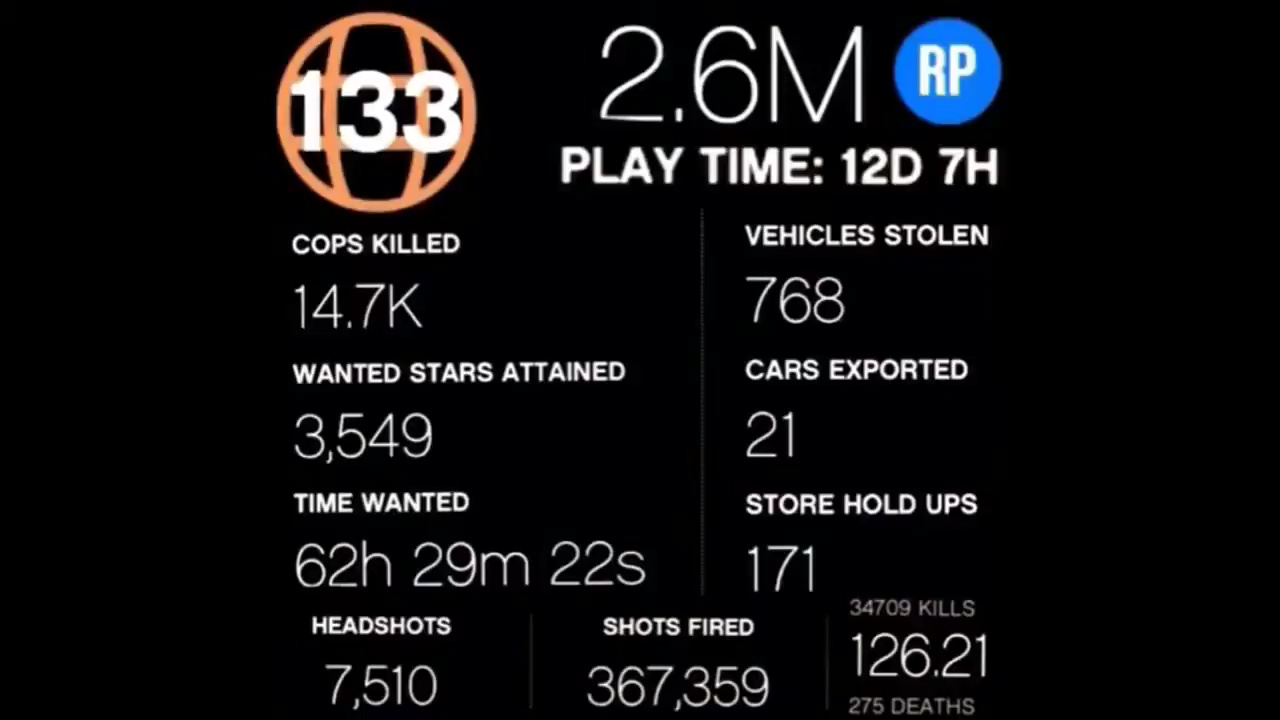 133
2.6M RP
PLAY TIME: 12D 7H
COPS KILLED
14.7K
WANTED STARS ATTAINED
3,549
TIME WANTED
62h 29m 22s
VEHICLES STOLEN
768
CARS EXPORTED
21
STORE HOLD UPS
171
HEADSHOTS
7,510
SHOTS FIRED
367,359
34709 KILLS
126.21
275 DEATHS